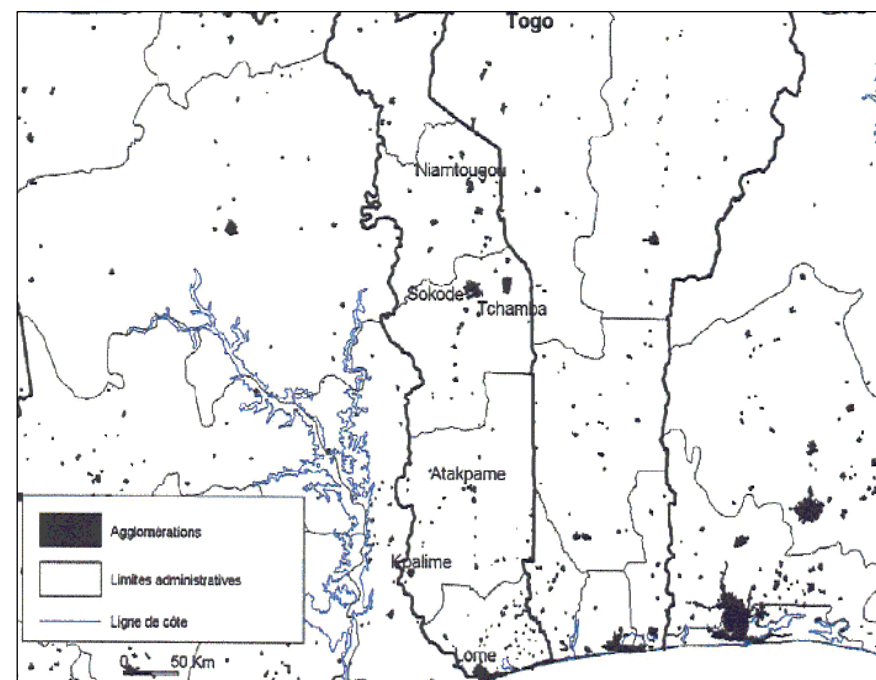 Togo
Niamtougou
Sokode
Tchamba
Atakpame
Kpalime
Lome
Agglomérations
Limites administratives
Ligne de côte
0 50 Km